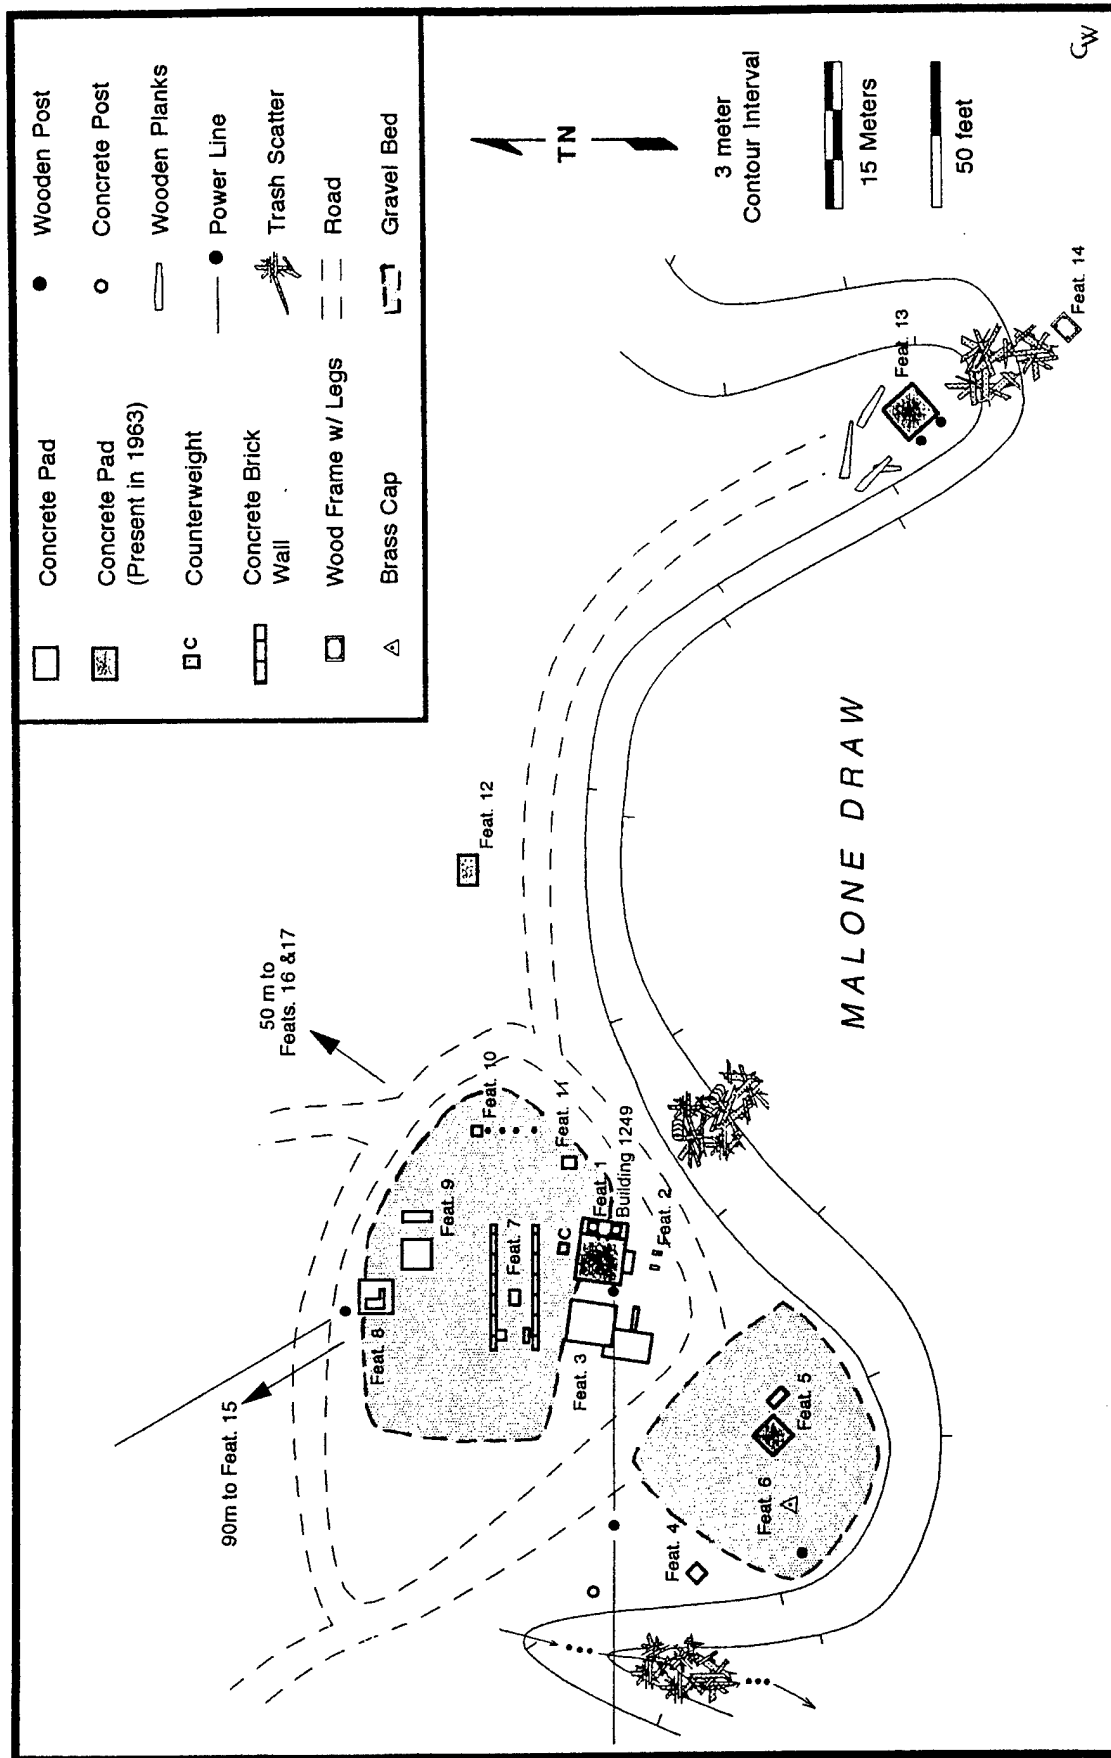 Concrete Pad
Concrete Pad
(Present in 1963)
Counterweight
Concrete Brick
Wall
Wood Frame w/ Legs
Brass Cap
Wooden Post
Concrete Post
Wooden Planks
Power Line
Trash Scatter
Road
Gravel Bed
C
TN
3 meter
Contour Interval
15 Meters
50 feet
90m to Feat. 15
50 m to
Feats. 16 &17
Feat. 8
Feat. 9
Feat. 10
Feat. 7
Feat. 11
C
Feat. 1
Building 1249
Feat. 2
Feat. 3
Feat. 4
Feat. 5
Feat. 6
Feat. 12
Feat. 13
Feat. 14
MALONE DRAW
CW